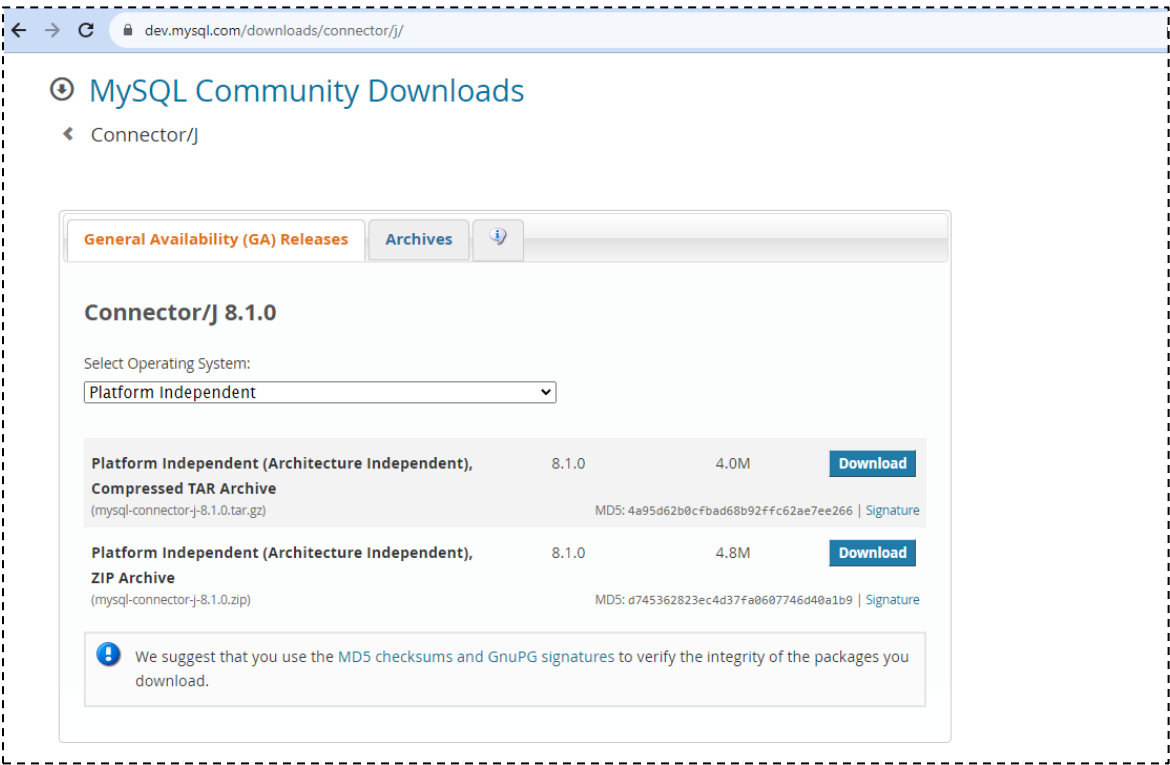 dev.mysql.com/downloads/connector/j/
MySQL Community Downloads
Connector/J
General Availability (GA) Releases Archives
Connector/J 8.1.0
Select Operating System:
Platform Independent
Platform Independent (Architecture Independent), 8.1.0 4.0M Download
Compressed TAR Archive
(mysql-connector-j-8.1.0.tar.gz) MD5: 4a95d62b0cfbad68b92ffc62ae7ee266 | Signature
Platform Independent (Architecture Independent), 8.1.0 4.8M Download
ZIP Archive
(mysql-connector-j-8.1.0.zip) MD5: d745362823ec4d37fa0607746d40a1b9 | Signature
We suggest that you use the MD5 checksums and GnuPG signatures to verify the integrity of the packages you
download.